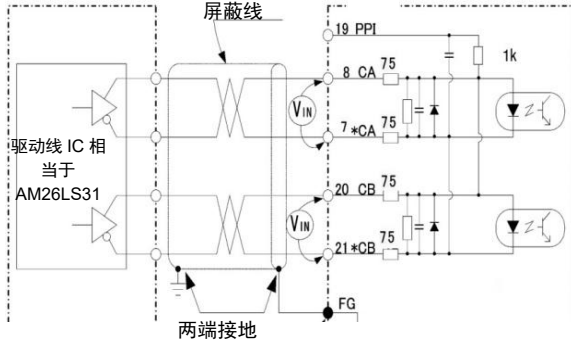 屏蔽线
19 PPI
1k
8 CA 75
VIN
7 *CA 75
驱动线 IC 相
当于
AM26LS31
20 CB 75
VIN
75
21*CB
FG
两端接地